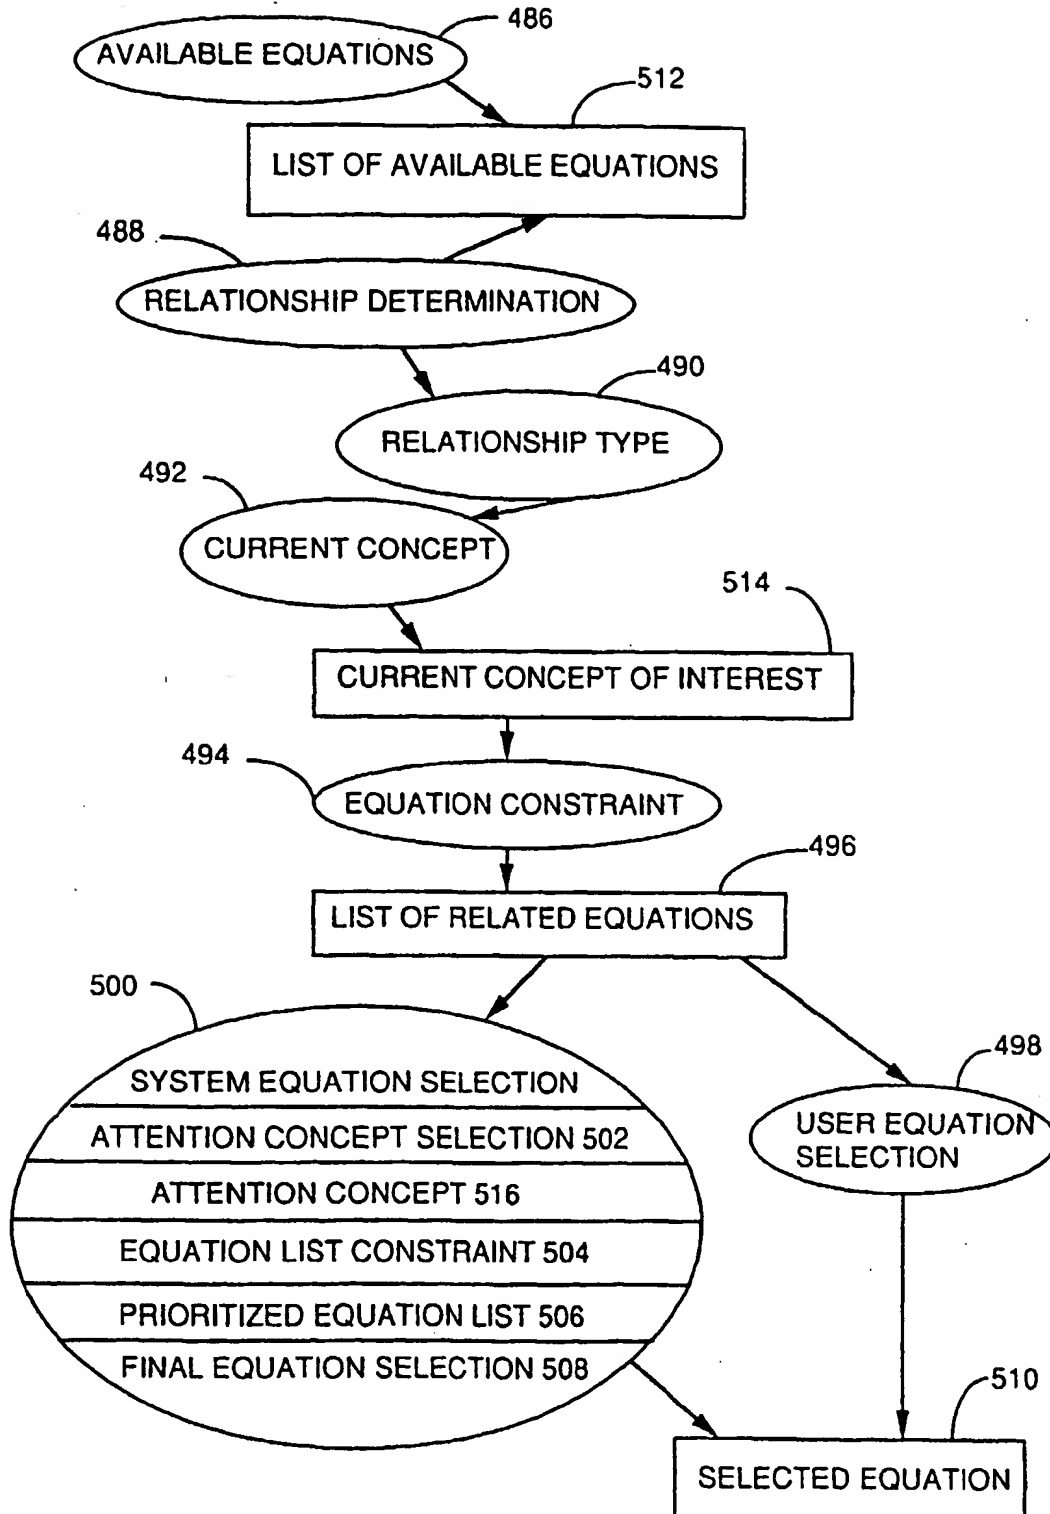 486
AVAILABLE EQUATIONS
512
LIST OF AVAILABLE EQUATIONS
488
RELATIONSHIP DETERMINATION
490
RELATIONSHIP TYPE
492
CURRENT CONCEPT
514
CURRENT CONCEPT OF INTEREST
494
EQUATION CONSTRAINT
496
LIST OF RELATED EQUATIONS
500
SYSTEM EQUATION SELECTION
ATTENTION CONCEPT SELECTION 502
ATTENTION CONCEPT 516
EQUATION LIST CONSTRAINT 504
PRIORITIZED EQUATION LIST 506
FINAL EQUATION SELECTION 508
498
USER EQUATION
SELECTION
510
SELECTED EQUATION